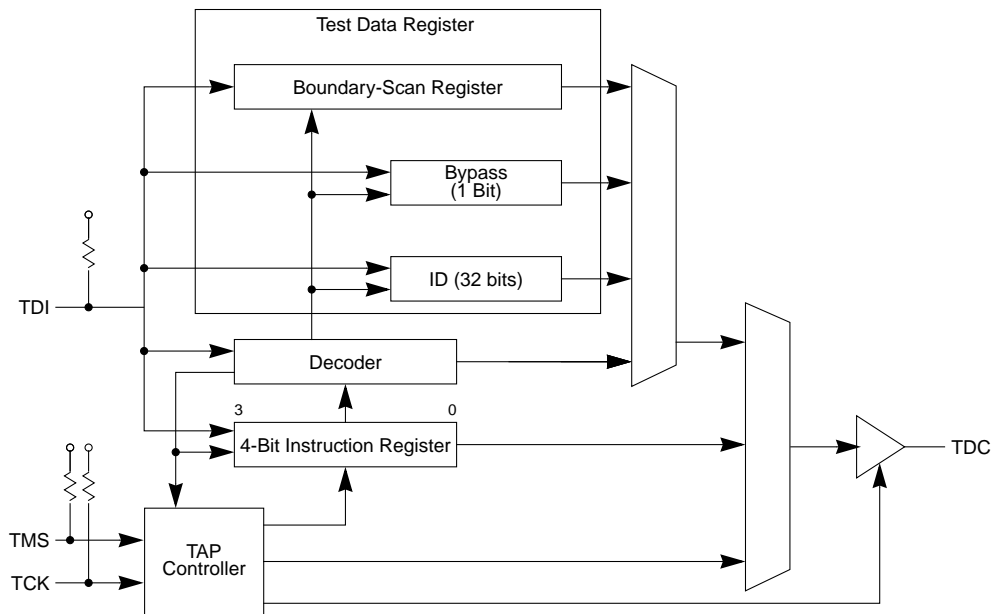 Test Data Register
Boundary-Scan Register
Bypass
(1 Bit)
ID (32 bits)
TDI
Decoder
3
0
4-Bit Instruction Register
TDC
TMS
TAP
Controller
TCK